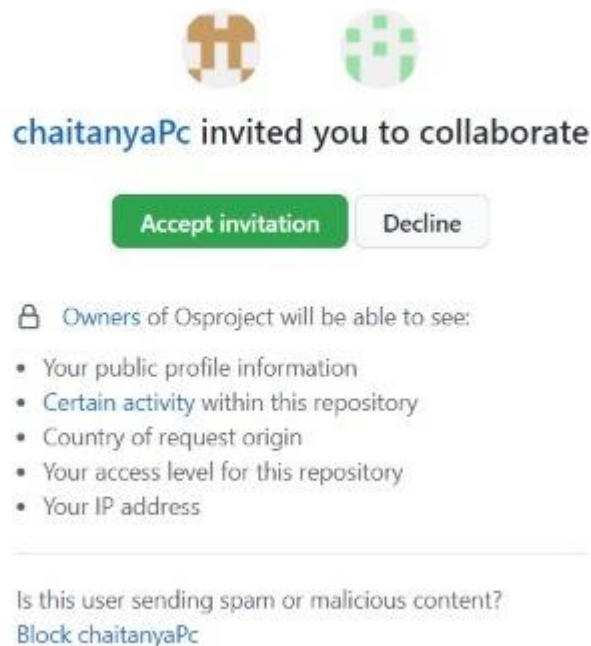 chaitanyaPc invited you to collaborate
Accept invitation
Decline
Owners of Osproject will be able to see:
• Your public profile information
• Certain activity within this repository
• Country of request origin
• Your access level for this repository
• Your IP address
Is this user sending spam or malicious content?
Block chaitanyaPc